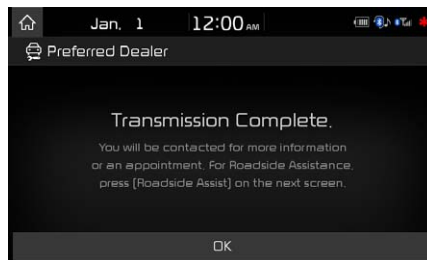 Jan. 1 12:00 AM
Preferred Dealer
Transmission Complete.
You will be contacted for more information
or an appointment. For Roadside Assistance,
press [Roadside Assist] on the next screen.
OK